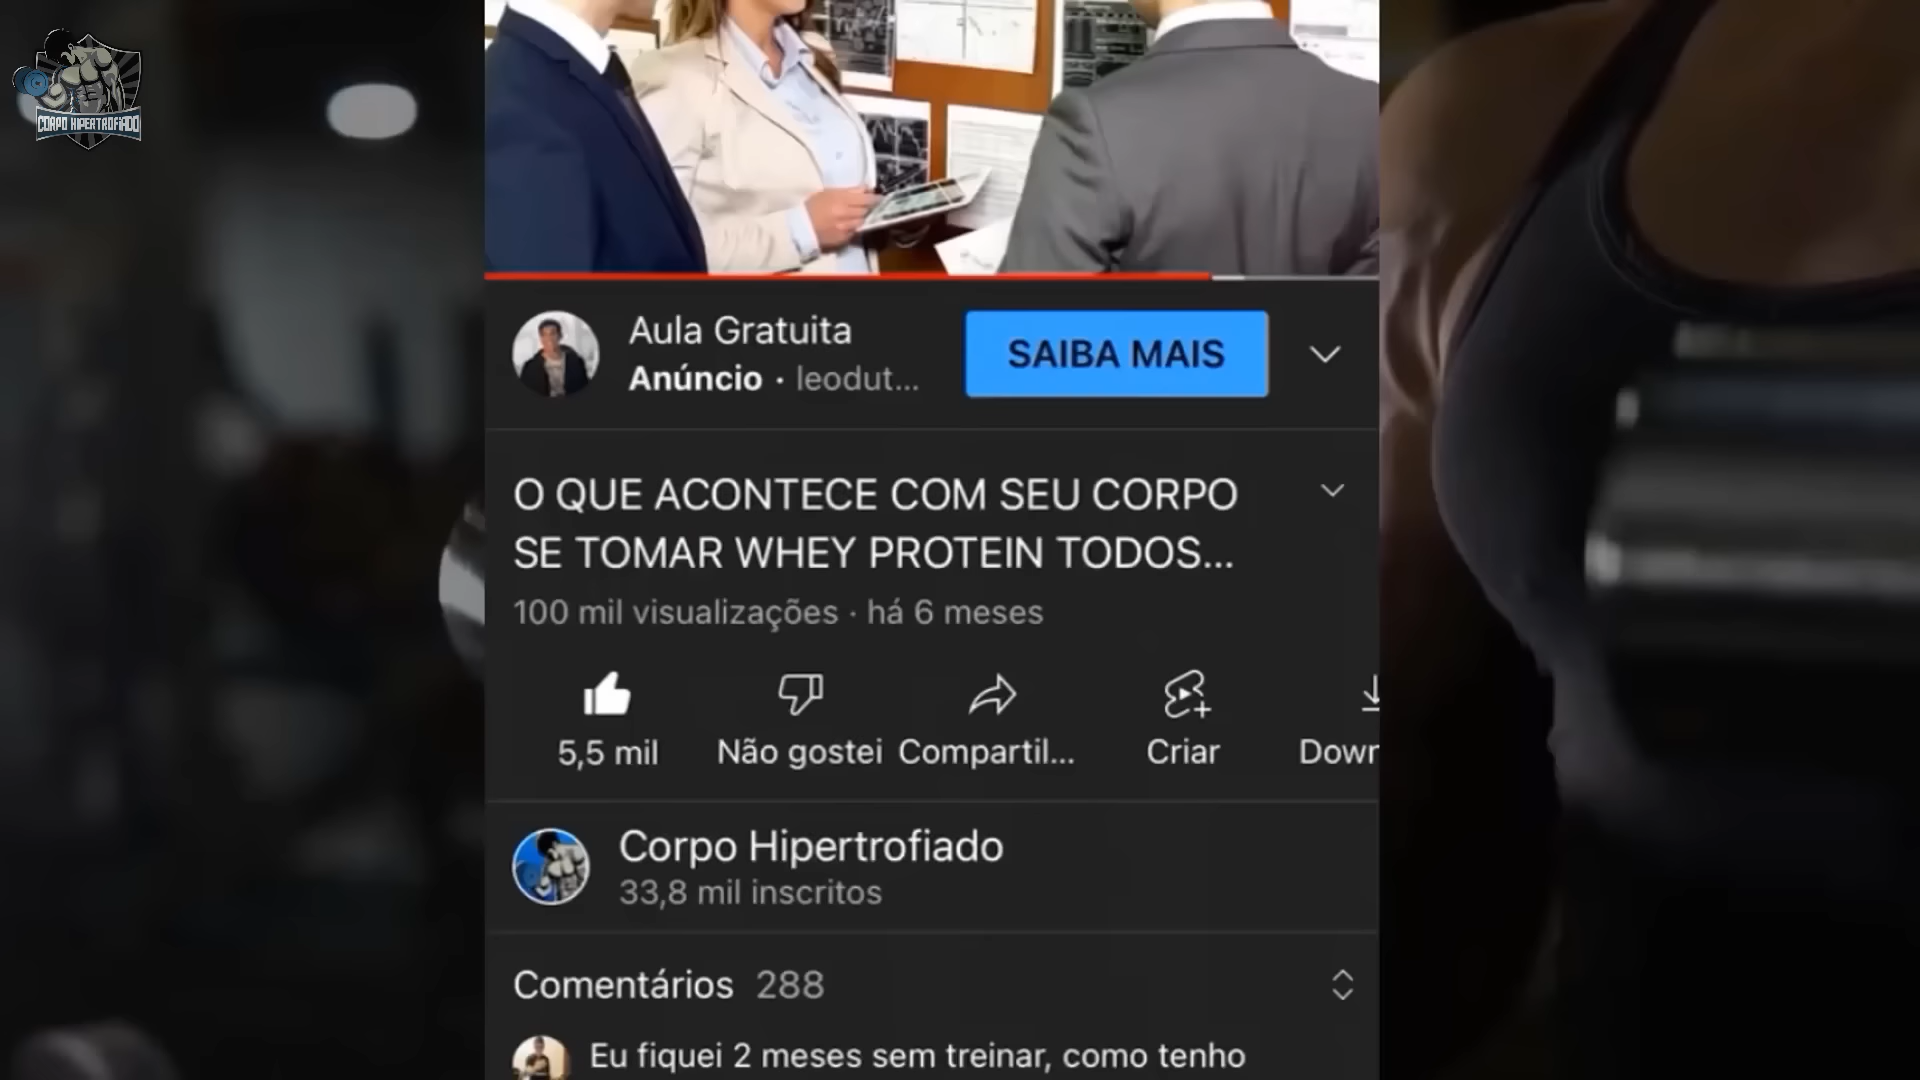 CORPO HIPERTROFIADO
Aula Gratuita
Anúncio · leodut...
SAIBA MAIS
O QUE ACONTECE COM SEU CORPO
SE TOMAR WHEY PROTEIN TODOS...
100 mil visualizações · há 6 meses
5,5 mil
Não gostei
Compartil...
Criar
Down
Corpo Hipertrofiado
33,8 mil inscritos
Comentários 288
Eu fiquei 2 meses sem treinar, como tenho